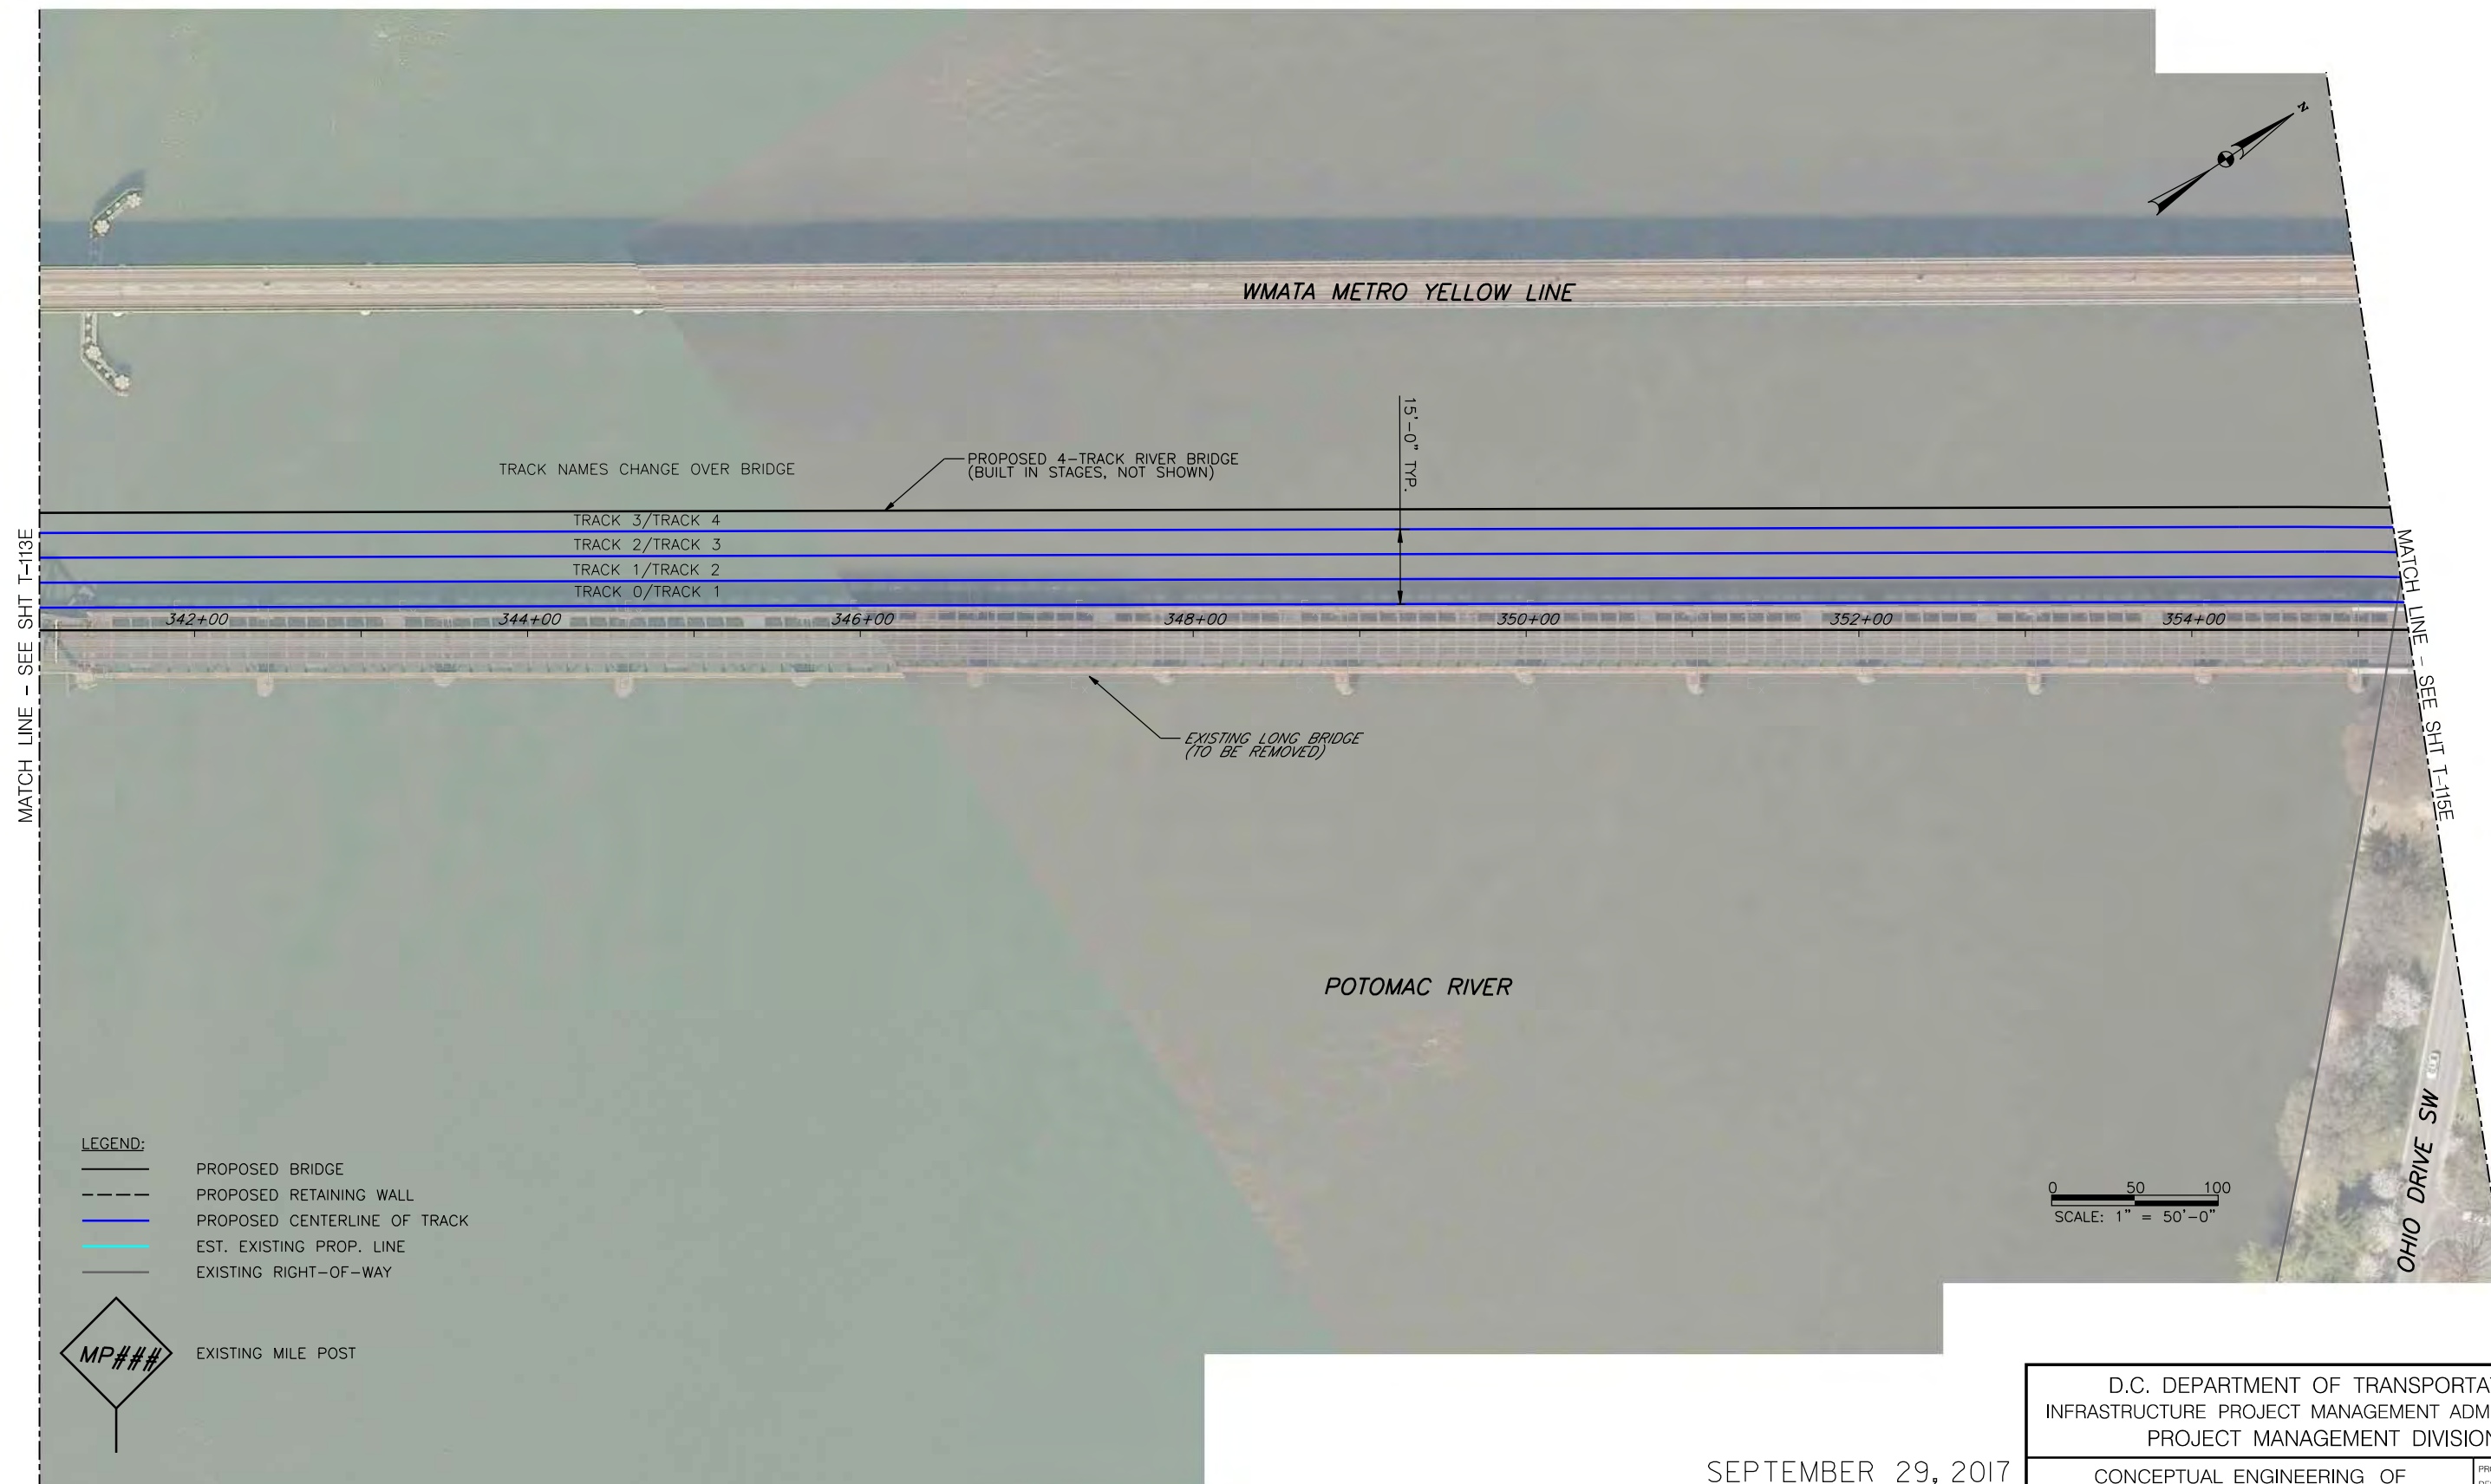 N
WMATA METRO YELLOW LINE
15'-0" TYP.
TRACK NAMES CHANGE OVER BRIDGE
PROPOSED 4-TRACK RIVER BRIDGE
(BUILT IN STAGES, NOT SHOWN)
TRACK 3/TRACK 4
TRACK 2/TRACK 3
TRACK 1/TRACK 2
TRACK 0/TRACK 1
342+00 344+00 346+00 348+00 350+00 352+00 354+00
MATCH LINE - SEE SHT T-113E
MATCH LINE - SEE SHT T-115E
EXISTING LONG BRIDGE
(TO BE REMOVED)
POTOMAC RIVER
OHIO DRIVE SW
LEGEND:
PROPOSED BRIDGE
PROPOSED RETAINING WALL
PROPOSED CENTERLINE OF TRACK
EST. EXISTING PROP. LINE
EXISTING RIGHT-OF-WAY
MP###
EXISTING MILE POST
0 50 100
SCALE: 1" = 50'-0"
SEPTEMBER 29, 2017
D.C. DEPARTMENT OF TRANSPORTA
INFRASTRUCTURE PROJECT MANAGEMENT ADM
PROJECT MANAGEMENT DIVISION
CONCEPTUAL ENGINEERING OF